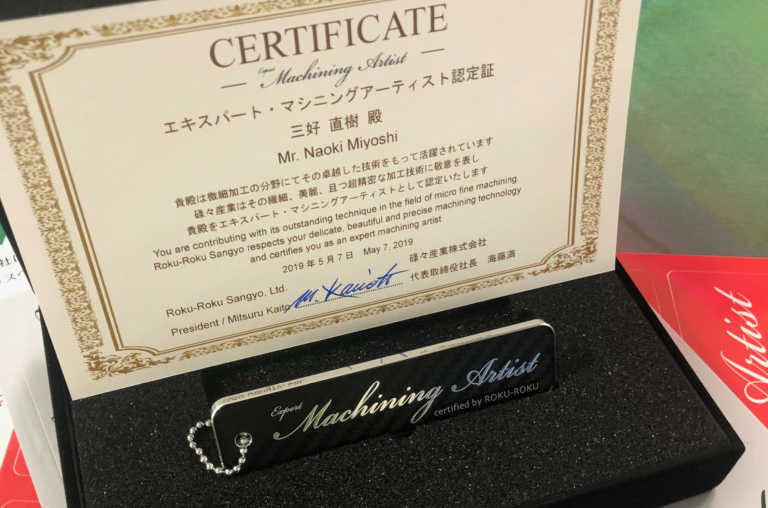 CERTIFICATE
Expert Machining Artist
エキスパート・マシニングアーティスト認定証
三好 直樹 殿
Mr. Naoki Miyoshi
貴殿は微細加工の分野にてその卓越した技術をもって活躍されています
碌々産業はその繊細、美麗、且つ超精密な加工技術に敬意を表し
貴殿をエキスパート・マシニングアーティストとして認定いたします
You are contributing with its outstanding technique in the field of micro fine machining.
Roku-Roku Sangyo respects your delicate, beautiful and precise machining technology
and certifies you as an expert machining artist
2019年5月7日 May 7, 2019
碌々産業株式会社
代表取締役社長 海藤満
Roku-Roku Sangyo, Ltd.
President / Mitsuru Kaito
M. Kaitoh
Expert Machining Artist
certified by ROKU-ROKU
Artist